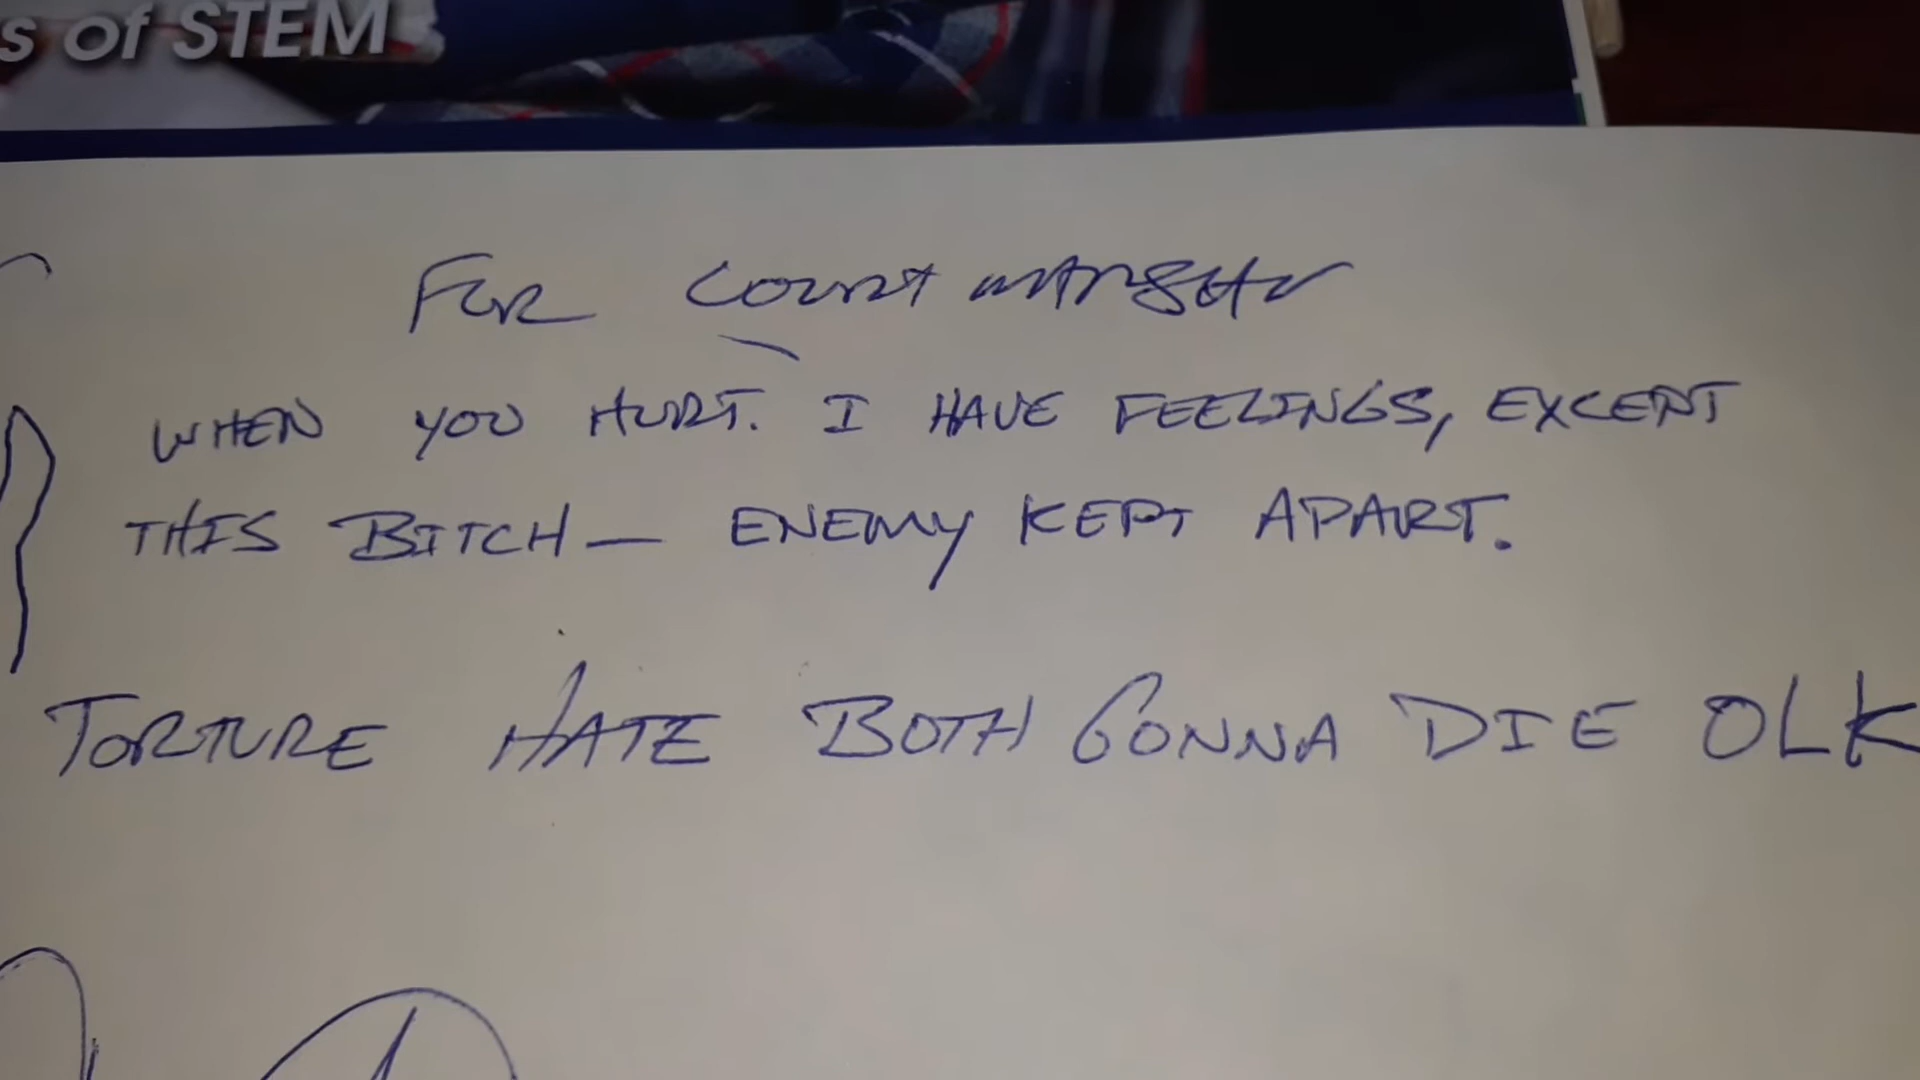 s of STEM
FOR COURT
WHEN YOU HURT. I HAVE FEELINGS, EXCEPT
THIS BITCH — ENEMY KEPT APART.
TORTURE HATE BOTH GONNA DIE OLK